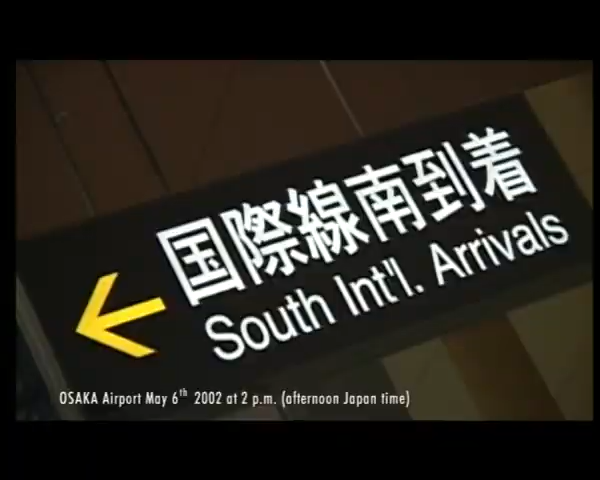 国際線南到着
South Int'l. Arrivals
OSAKA Airport May 6th 2002 at 2 p.m. (afternoon Japan time)